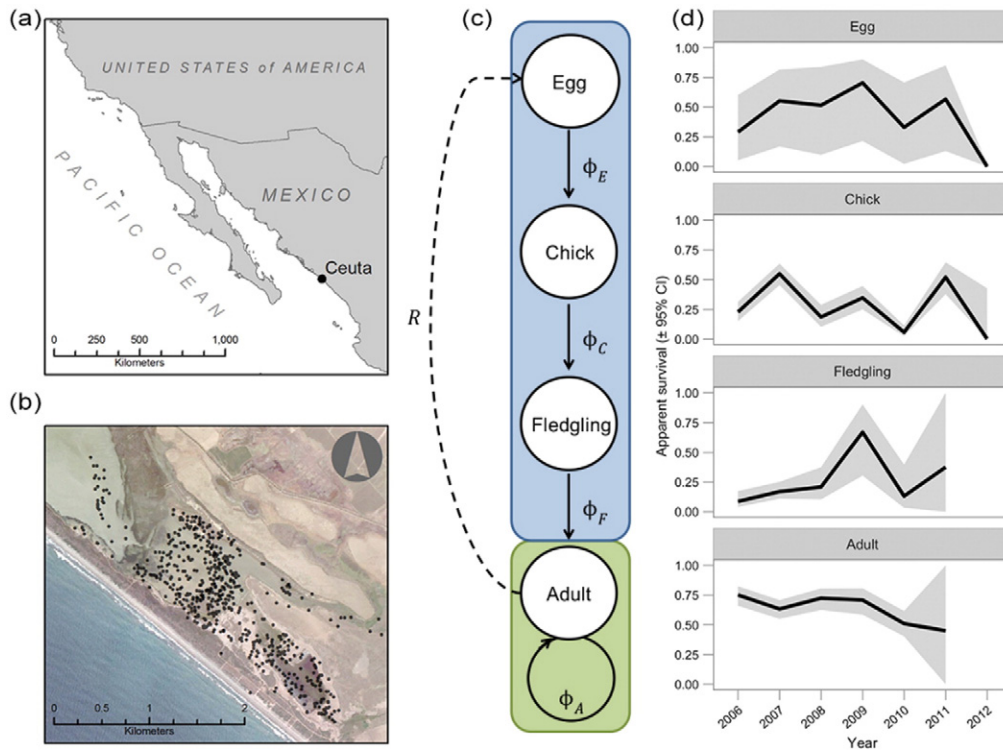 (a)
UNITED STATES of AMERICA
MEXICO
PACIFIC OCEAN
Ceuta
0 250 500 1,000
Kilometers
(b)
0 0.5 1 2
Kilometers
(c)
Egg
ϕE
Chick
ϕC
R
Fledgling
ϕF
Adult
ϕA
(d)
Apparent survival (± 95% CI)
Egg
1.00
0.75
0.50
0.25
0.00
Chick
1.00
0.75
0.50
0.25
0.00
Fledgling
1.00
0.75
0.50
0.25
0.00
Adult
1.00
0.75
0.50
0.25
0.00
2006 2007 2008 2009 2010 2011 2012
Year